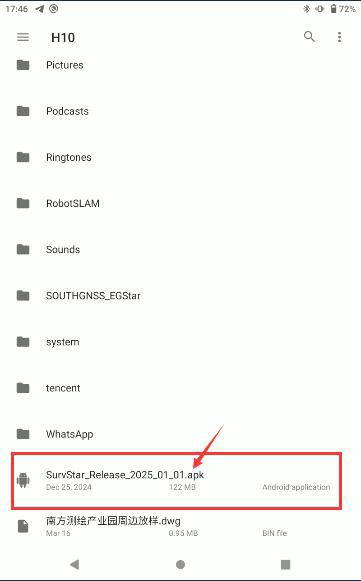 17:46 72%
H10
Pictures
Podcasts
Ringtones
RobotSLAM
Sounds
SOUTHGNSS_EGStar
system
tencent
WhatsApp
SurvStar_Release_2025_01_01.apk
Dec 25, 2024 122 MB Android application
南方测绘产业园周边放样.dwg
Mar 16 0.95 MB BIN file